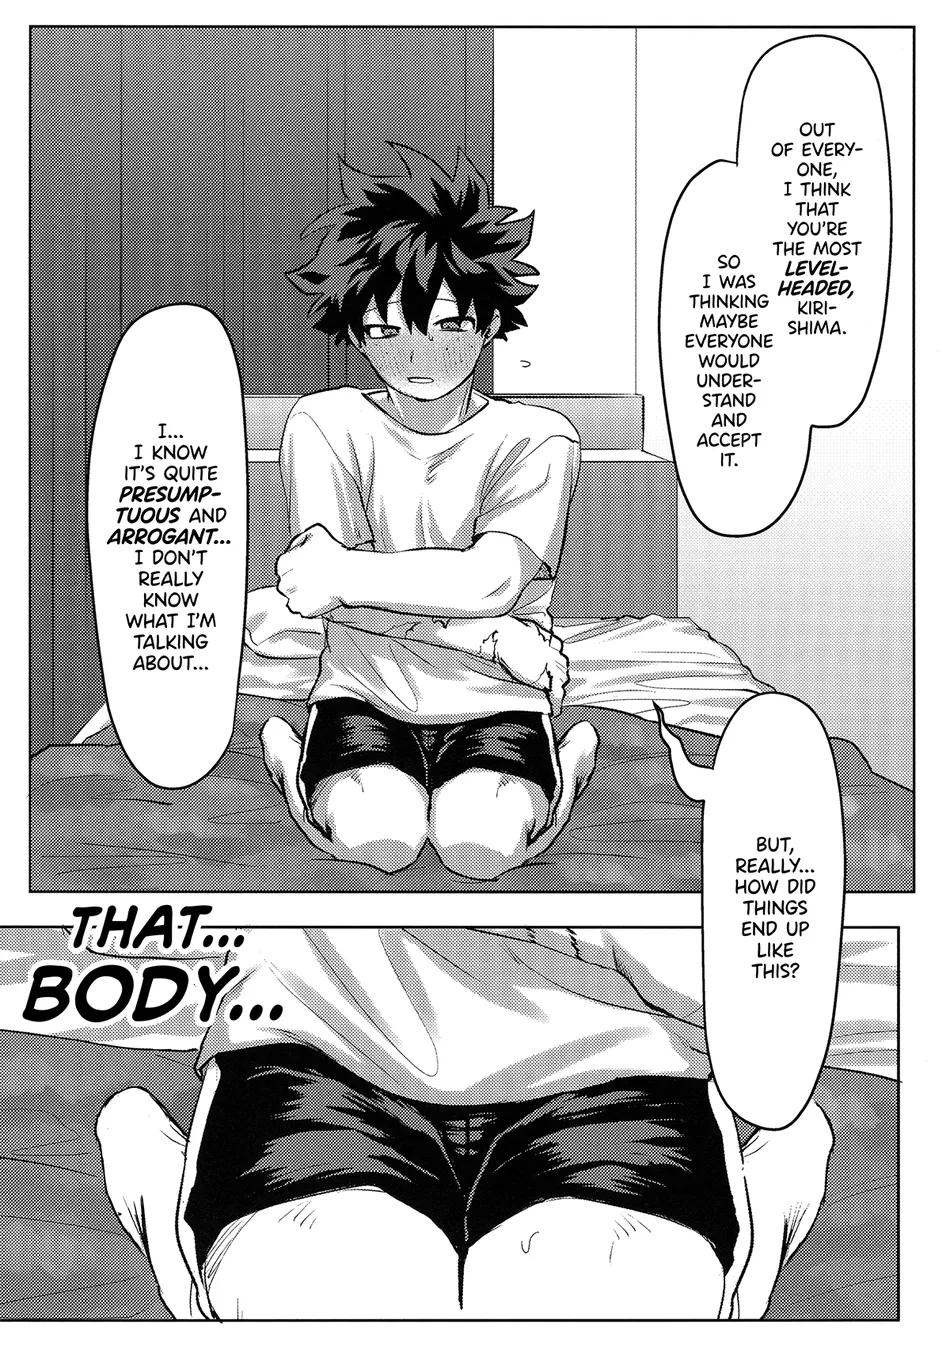 OUT
OF EVERY-
ONE,
I THINK
THAT
YOU'RE
THE MOST
LEVEL-
HEADED,
KIRI-
SHIMA.
SO
I WAS
THINKING
MAYBE
EVERYONE
WOULD
UNDER-
STAND
AND
ACCEPT
IT.
I...
I KNOW
IT'S QUITE
PRESUMP-
TUOUS AND
ARROGANT...
I DON'T
REALLY
KNOW
WHAT I'M
TALKING
ABOUT...
BUT,
REALLY...
HOW DID
THINGS
END UP
LIKE
THIS?
THAT...
BODY...